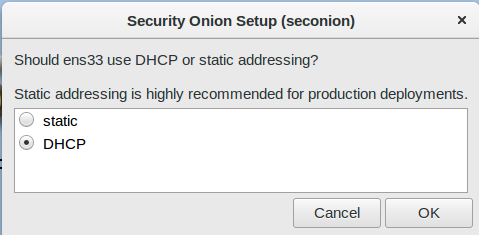 Security Onion Setup (seconion)
Should ens33 use DHCP or static addressing?
Static addressing is highly recommended for production deployments.
static
DHCP
Cancel OK